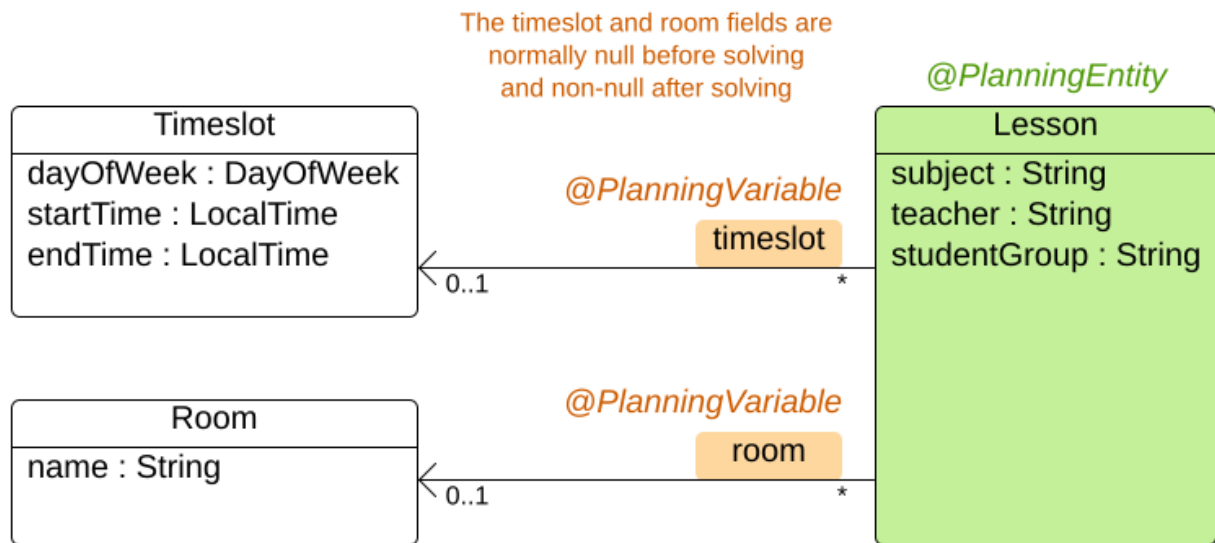 The timeslot and room fields are
normally null before solving
and non-null after solving
@PlanningEntity
Timeslot
dayOfWeek : DayOfWeek
startTime : LocalTime
endTime : LocalTime
@PlanningVariable
timeslot
0..1
*
Lesson
subject : String
teacher : String
studentGroup : String
Room
name : String
@PlanningVariable
room
0..1
*